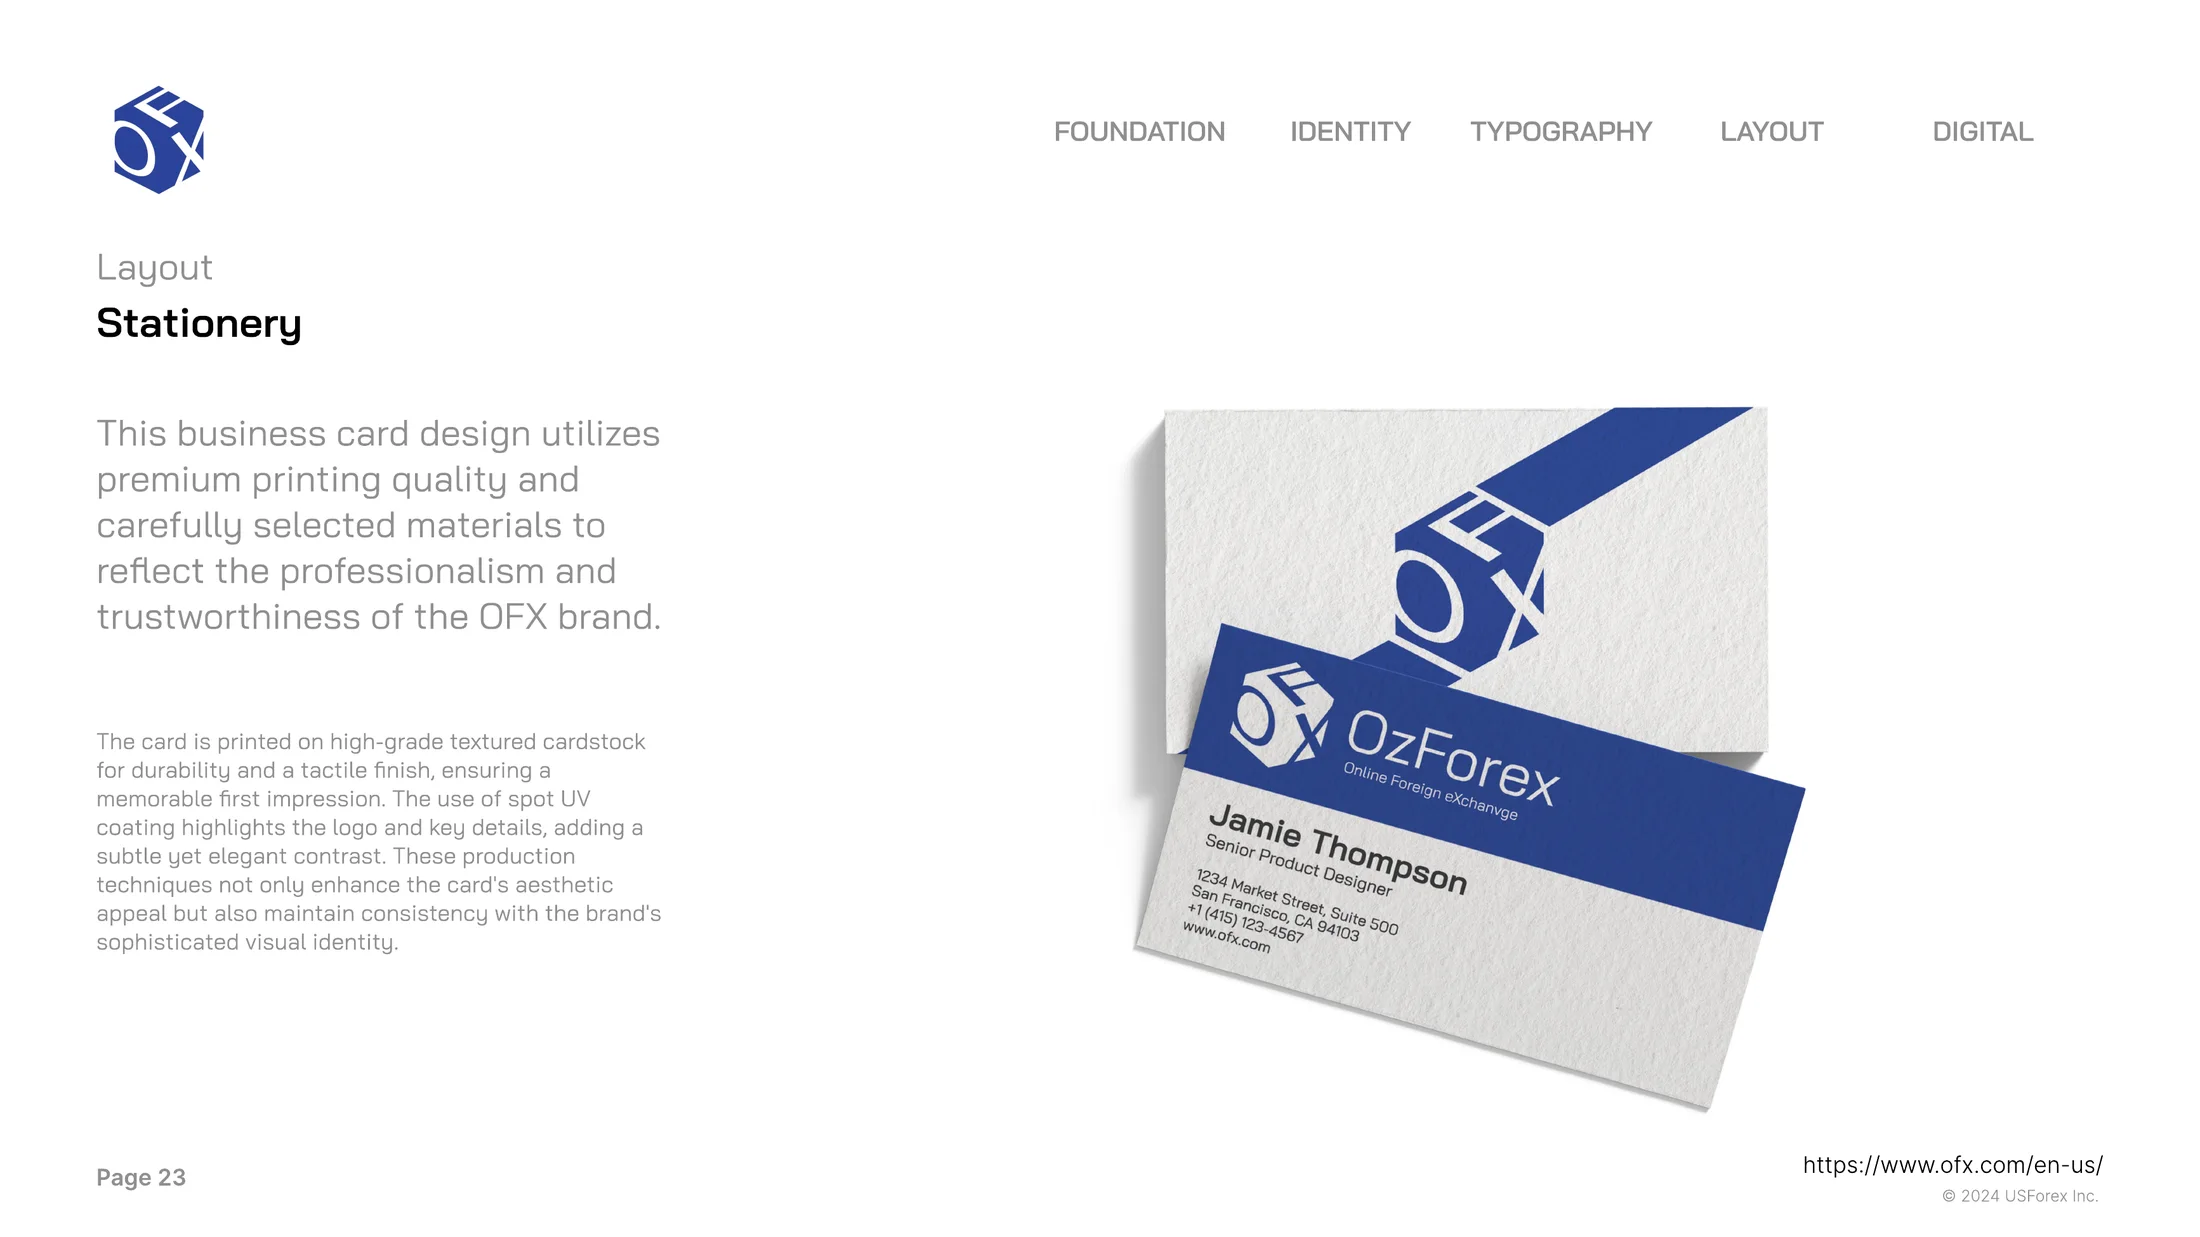 OFX
FOUNDATION IDENTITY TYPOGRAPHY LAYOUT DIGITAL
Layout
Stationery
This business card design utilizes
premium printing quality and
carefully selected materials to
reflect the professionalism and
trustworthiness of the OFX brand.
The card is printed on high-grade textured cardstock
for durability and a tactile finish, ensuring a
memorable first impression. The use of spot UV
coating highlights the logo and key details, adding a
subtle yet elegant contrast. These production
techniques not only enhance the card's aesthetic
appeal but also maintain consistency with the brand's
sophisticated visual identity.
OFX
OFX
OzForex
Online Foreign eXchanvge
Jamie Thompson
Senior Product Designer
1234 Market Street, Suite 500
San Francisco, CA 94103
+1 (415) 123-4567
www.ofx.com
Page 23
https://www.ofx.com/en-us/
© 2024 USForex Inc.